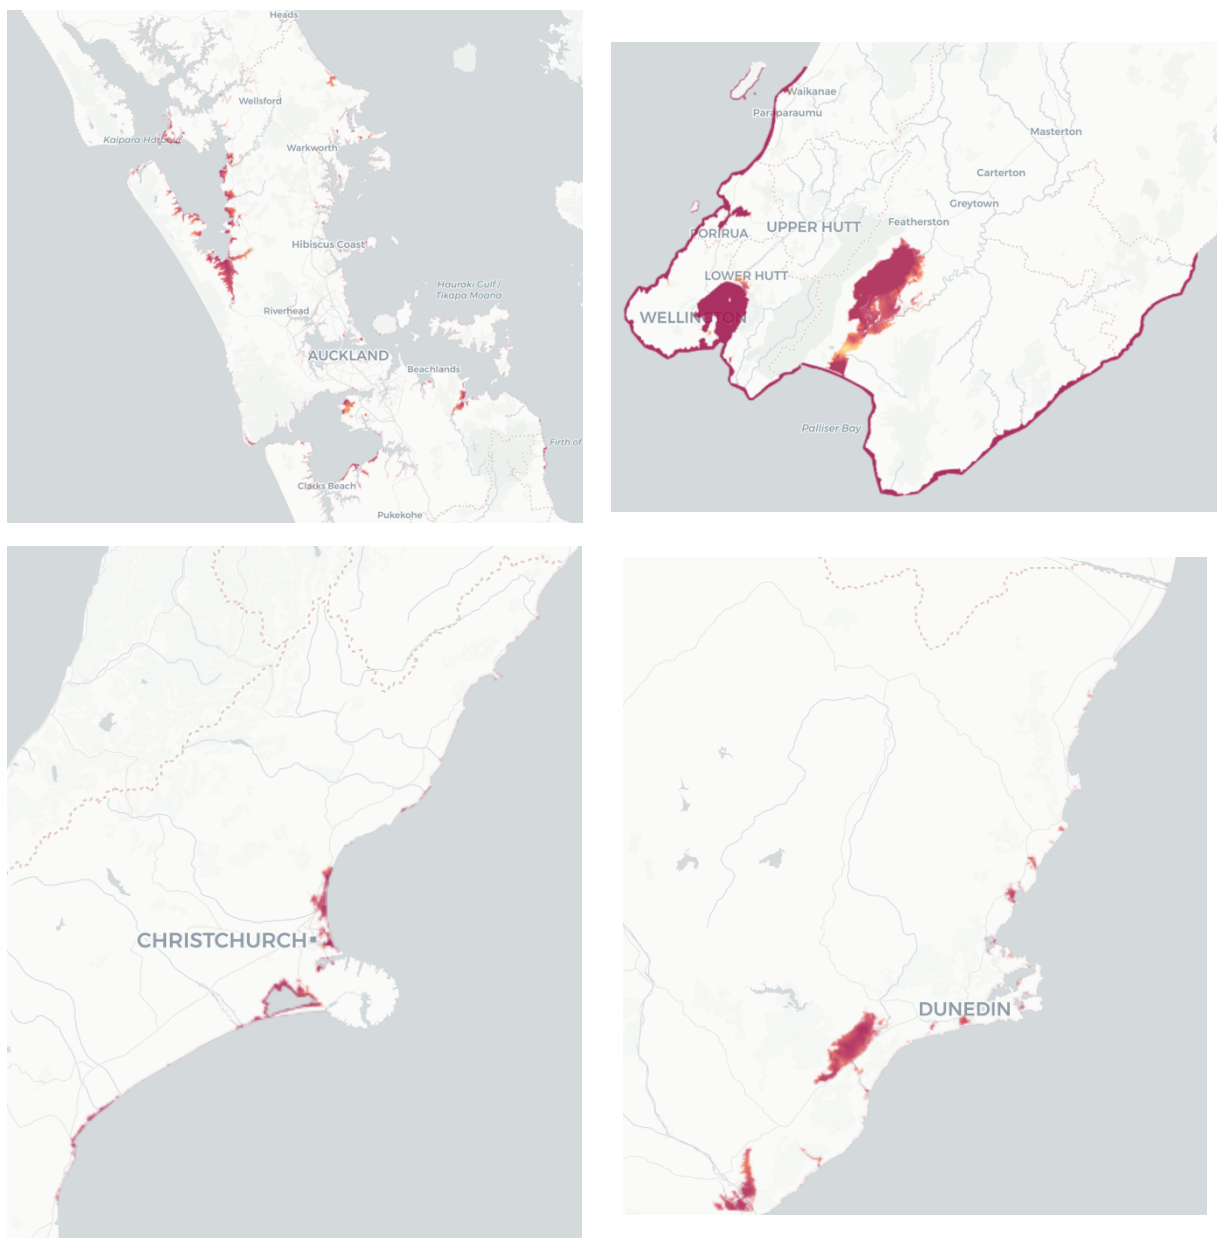 Heads
Wellsford
Kaipara Harbour
Warkworth
Hibiscus Coast
Hauraki Gulf /
Tikapa Moana
Riverhead
AUCKLAND
Beachlands
Firth of
Clarks Beach
Pukekohe
Waikanae
Paraparaumu
Masterton
Carterton
Greytown
Featherston
UPPER HUTT
PORIRUA
LOWER HUTT
WELLINGTON
Palliser Bay
CHRISTCHURCH
DUNEDIN